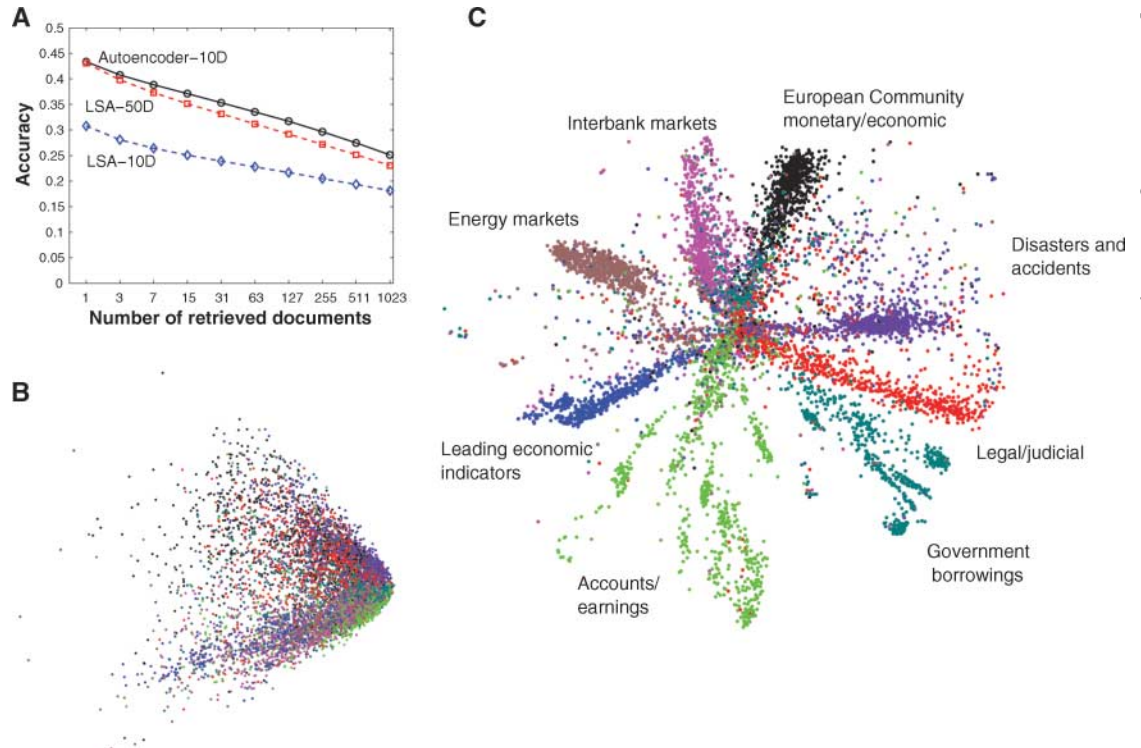 A
0.5
0.45
0.4
0.35
0.3
0.25
0.2
0.15
0.1
0.05
0
Accuracy
Autoencoder-10D
LSA-50D
LSA-10D
1 3 7 15 31 63 127 255 511 1023
Number of retrieved documents
B
C
European Community
monetary/economic
Interbank markets
Energy markets
Disasters and
accidents
Leading economic
indicators
Legal/judicial
Government
borrowings
Accounts/
earnings